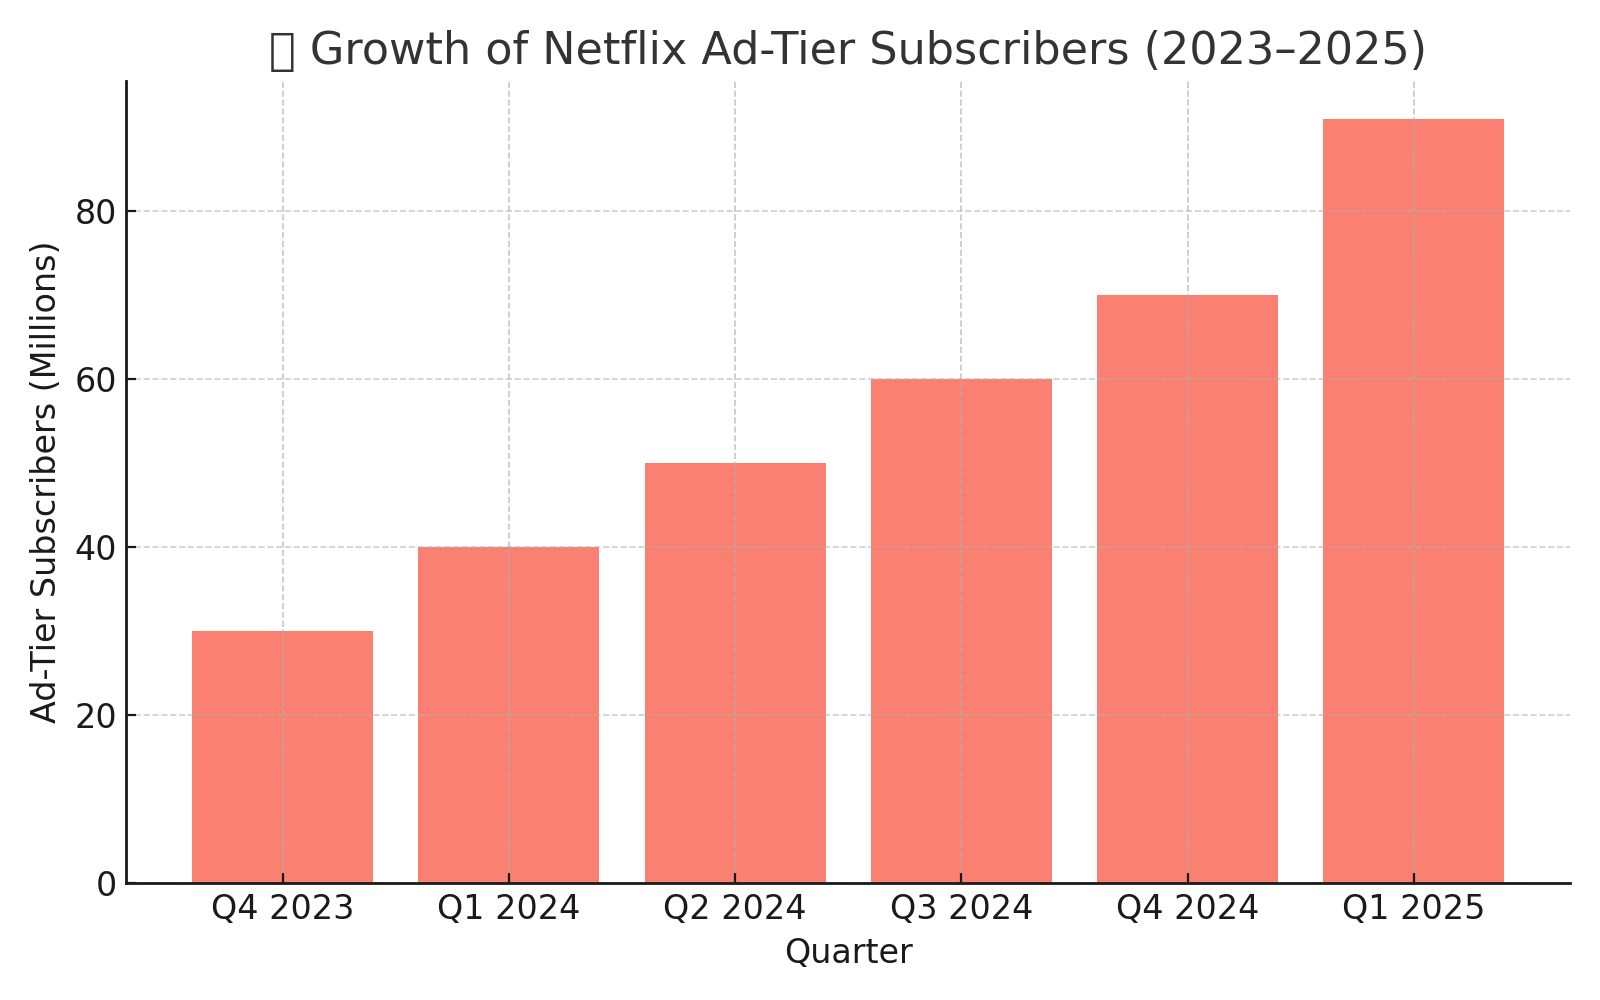 Growth of Netflix Ad-Tier Subscribers (2023–2025)
Ad-Tier Subscribers (Millions)
80
60
40
20
0
Q4 2023 Q1 2024 Q2 2024 Q3 2024 Q4 2024 Q1 2025
Quarter